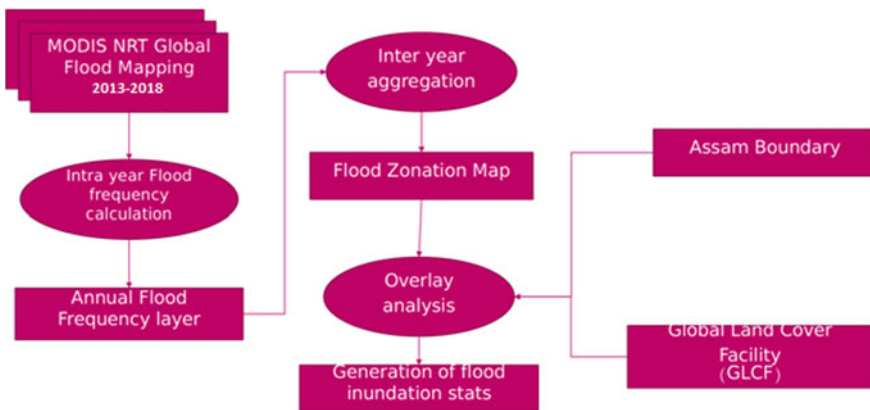 MODIS NRT Global
Flood Mapping
2013-2018
Intra year Flood
frequency
calculation
Annual Flood
Frequency layer
Inter year
aggregation
Flood Zonation Map
Overlay
analysis
Generation of flood
inundation stats
Assam Boundary
Global Land Cover
Facility
(GLCF)